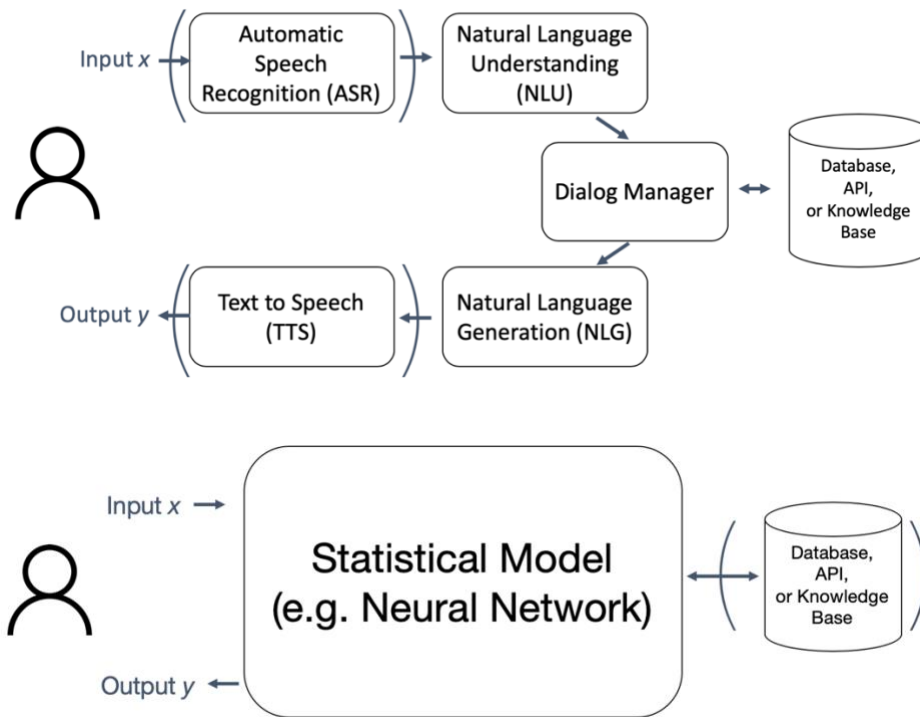 Input x
Automatic
Speech
Recognition (ASR)
Natural Language
Understanding
(NLU)
Dialog Manager
Database,
API,
or Knowledge
Base
Output y
Text to Speech
(TTS)
Natural Language
Generation (NLG)
Input x
Statistical Model
(e.g. Neural Network)
Database,
API,
or Knowledge
Base
Output y